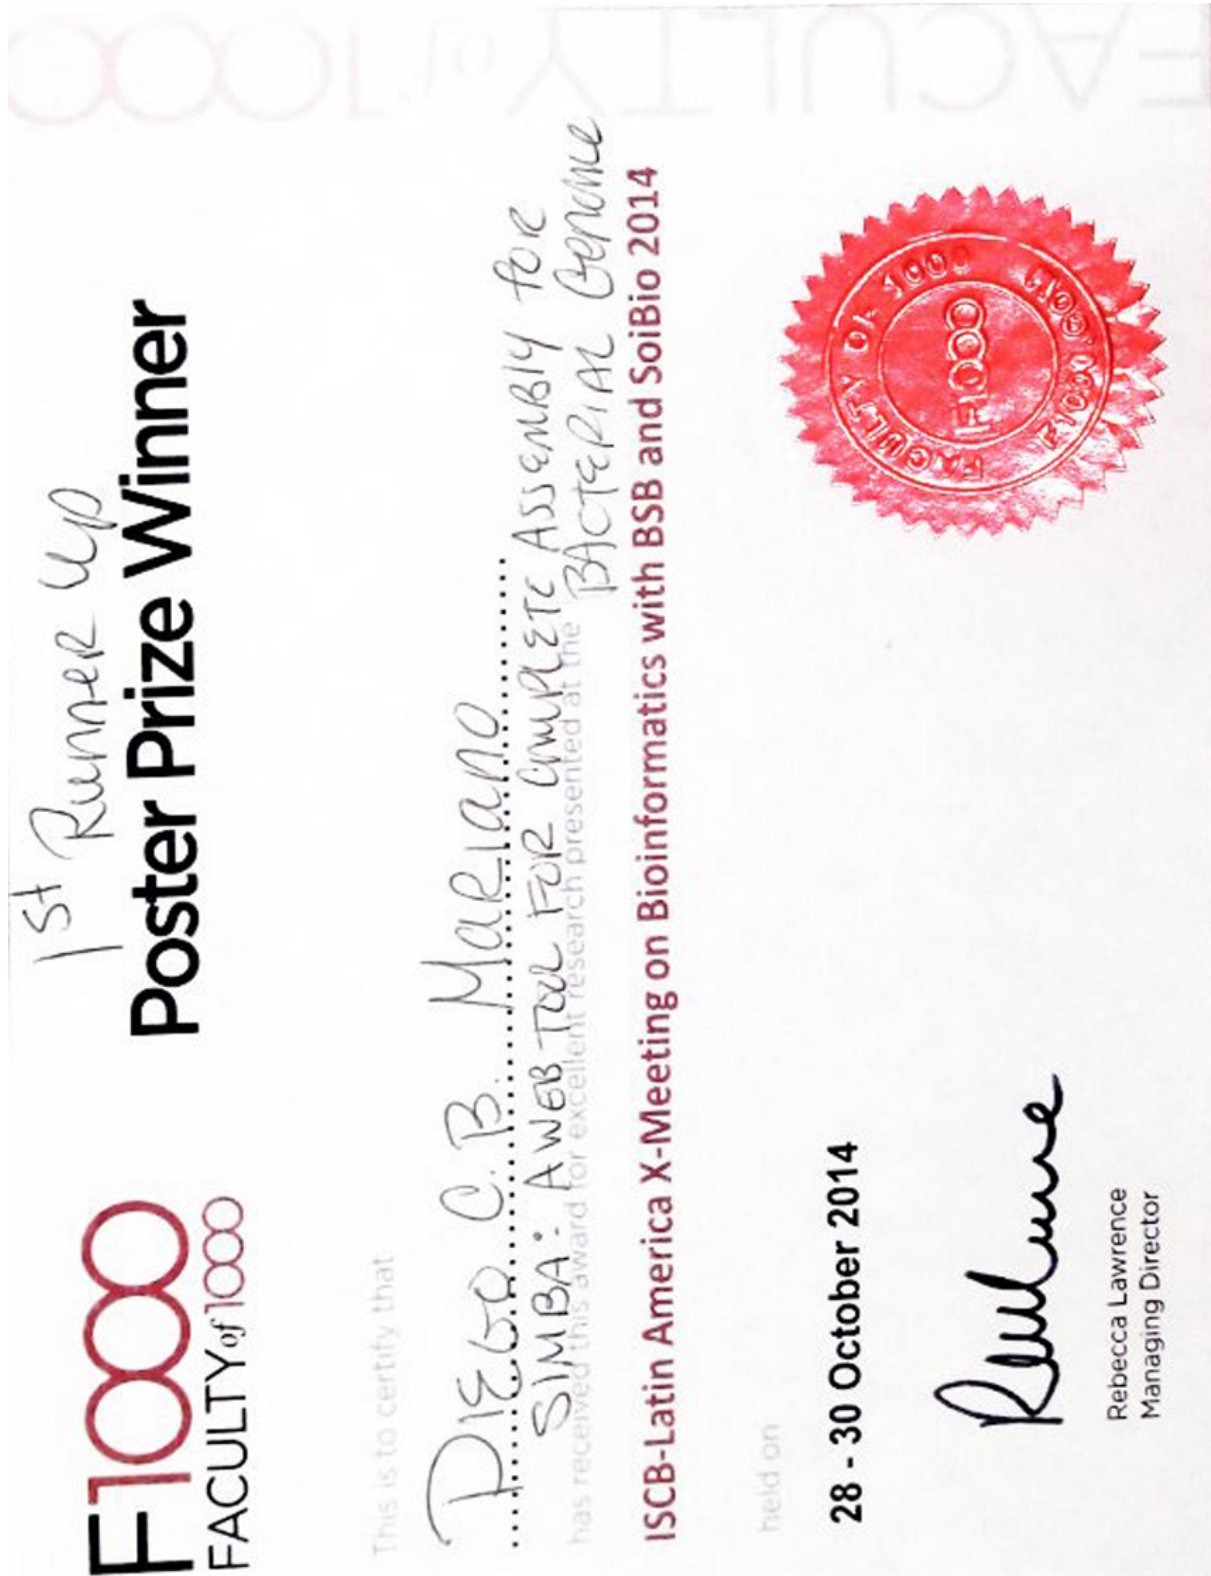 F1000
FACULTY of 1000
1st Runner Up
Poster Prize Winner
This is to certify that
DIEGO C. B. MARIANO
SIMBA: A WEB TOOL FOR COMPLETE ASSEMBLY FOR
BACTERIAL GENOME
has received this award for excellent research presented at the
ISCB-Latin America X-Meeting on Bioinformatics with BSB and SoiBio 2014
held on
28 - 30 October 2014
Rebecca Lawrence
Managing Director
FACULTY OF 1000
F1000
F1000.COM
FACULTY of 1000